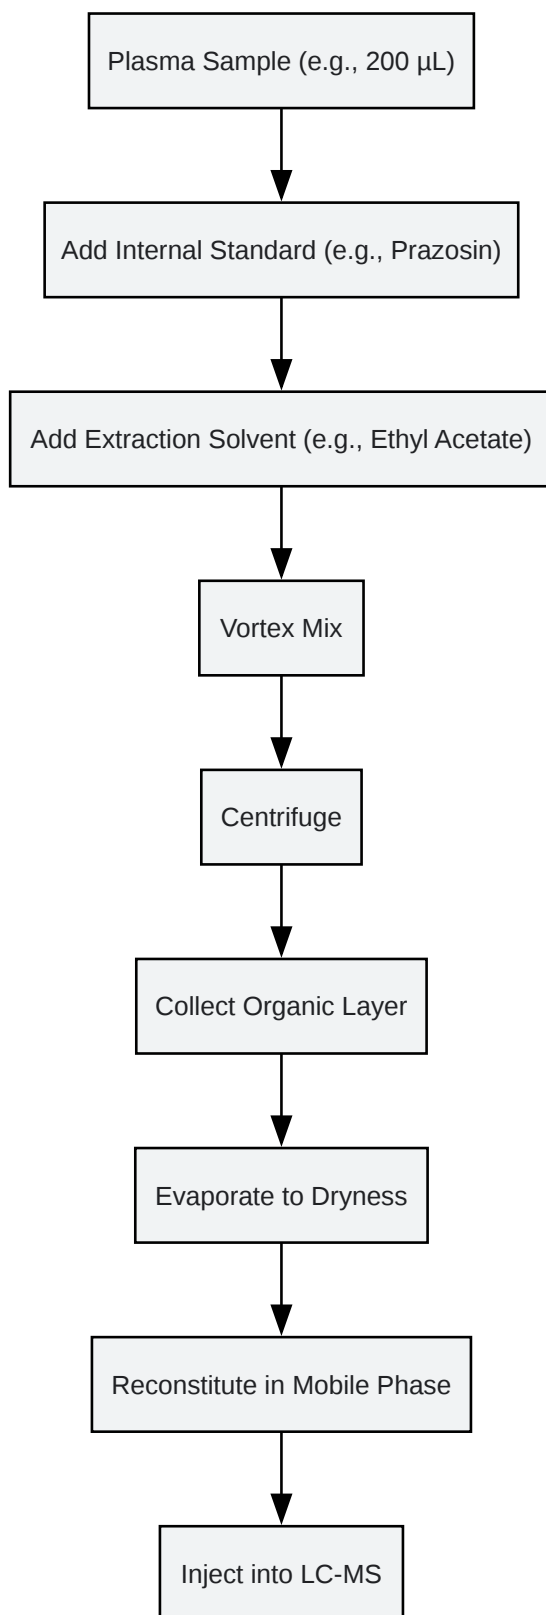 Plasma Sample (e.g., 200 µL)
Add Internal Standard (e.g., Prazosin)
Add Extraction Solvent (e.g., Ethyl Acetate)
Vortex Mix
Centrifuge
Collect Organic Layer
Evaporate to Dryness
Reconstitute in Mobile Phase
Inject into LC-MS